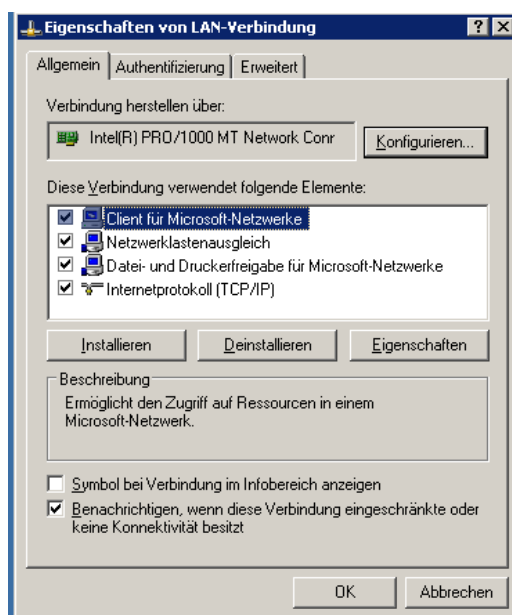 Eigenschaften von LAN-Verbindung
Allgemein Authentifizierung Erweitert
Verbindung herstellen über:
Intel(R) PRO/1000 MT Network Conr Konfigurieren...
Diese Verbindung verwendet folgende Elemente:
Client für Microsoft-Netzwerke
Netzwerklastenausgleich
Datei- und Druckerfreigabe für Microsoft-Netzwerke
Internetprotokoll (TCP/IP)
Installieren Deinstallieren Eigenschaften
Beschreibung
Ermöglicht den Zugriff auf Ressourcen in einem
Microsoft-Netzwerk.
Symbol bei Verbindung im Infobereich anzeigen
Benachrichtigen, wenn diese Verbindung eingeschränkte oder
keine Konnektivität besitzt
OK Abbrechen